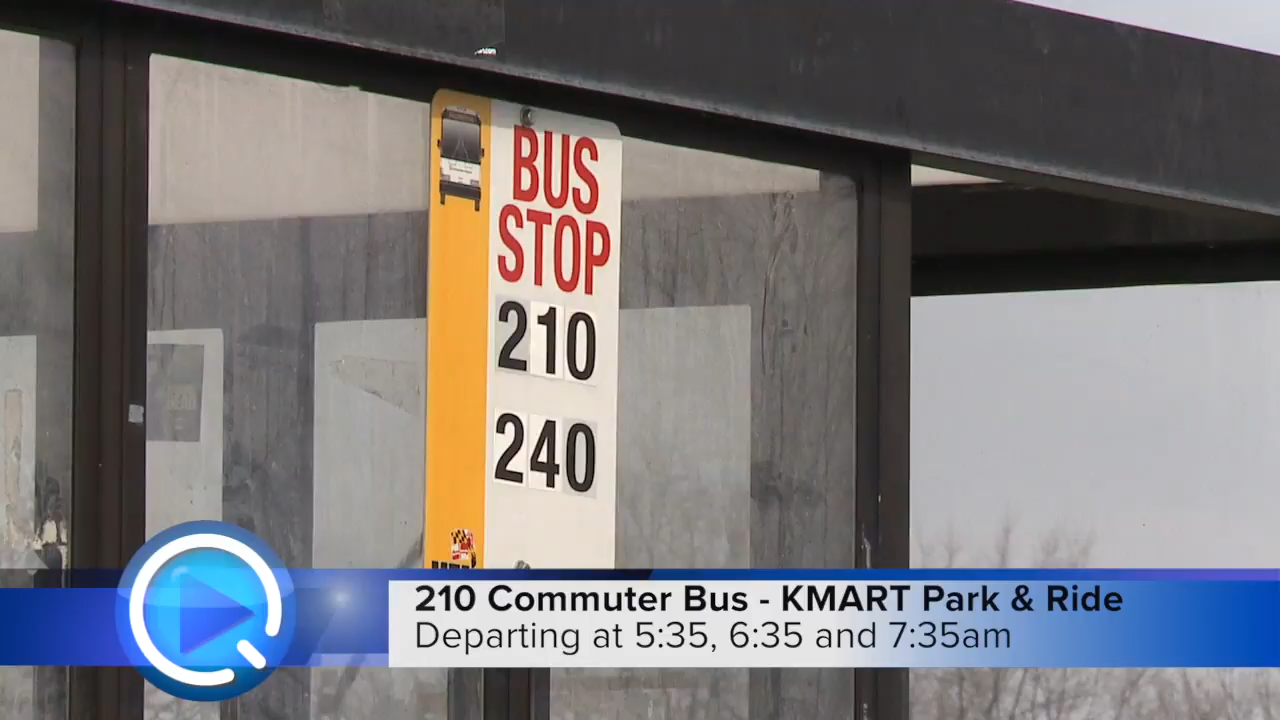 BUS
STOP
210
240
210 Commuter Bus - KMART Park & Ride
Departing at 5:35, 6:35 and 7:35am